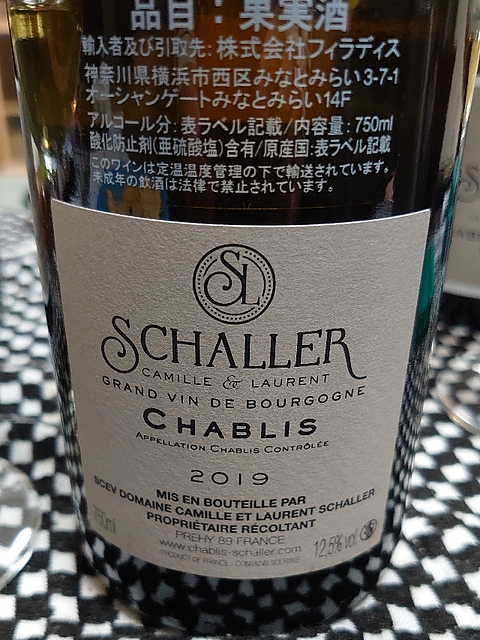 品目：果実酒
輸入者及び引取先：株式会社フィラディス
神奈川県横浜市西区みなとみらい3-7-1
オーシャンゲートみなとみらい14F
アルコール分：表ラベル記載/内容量：750ml
酸化防止剤(亜硫酸塩)含有/原産国：表ラベル記載
このワインは定温温度管理の下で輸送されています。
未成年の飲酒は法律で禁止されています。
SL
SCHALLER
CAMILLE & LAURENT
GRAND VIN DE BOURGOGNE
CHABLIS
APPELLATION CHABLIS CONTRÔLÉE
2019
MIS EN BOUTEILLE PAR
SCEV DOMAINE CAMILLE ET LAURENT SCHALLER
PROPRIÉTAIRE RÉCOLTANT
750ml
PREHY 89 FRANCE
www.chablis-schaller.com
12,5% vol.
PRODUCT OF FRANCE - CONTAINS SULFITES